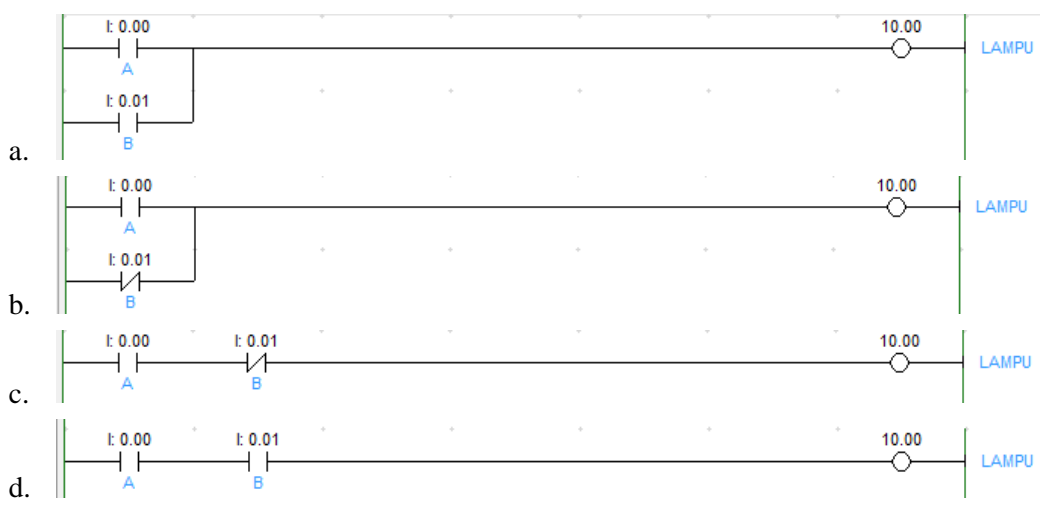 I: 0.00 10.00
LAMPU
A
I: 0.01
B
a.
I: 0.00 10.00
LAMPU
A
I: 0.01
B
b.
I: 0.00 I: 0.01 10.00
LAMPU
A B
c.
I: 0.00 I: 0.01 10.00
LAMPU
A B
d.